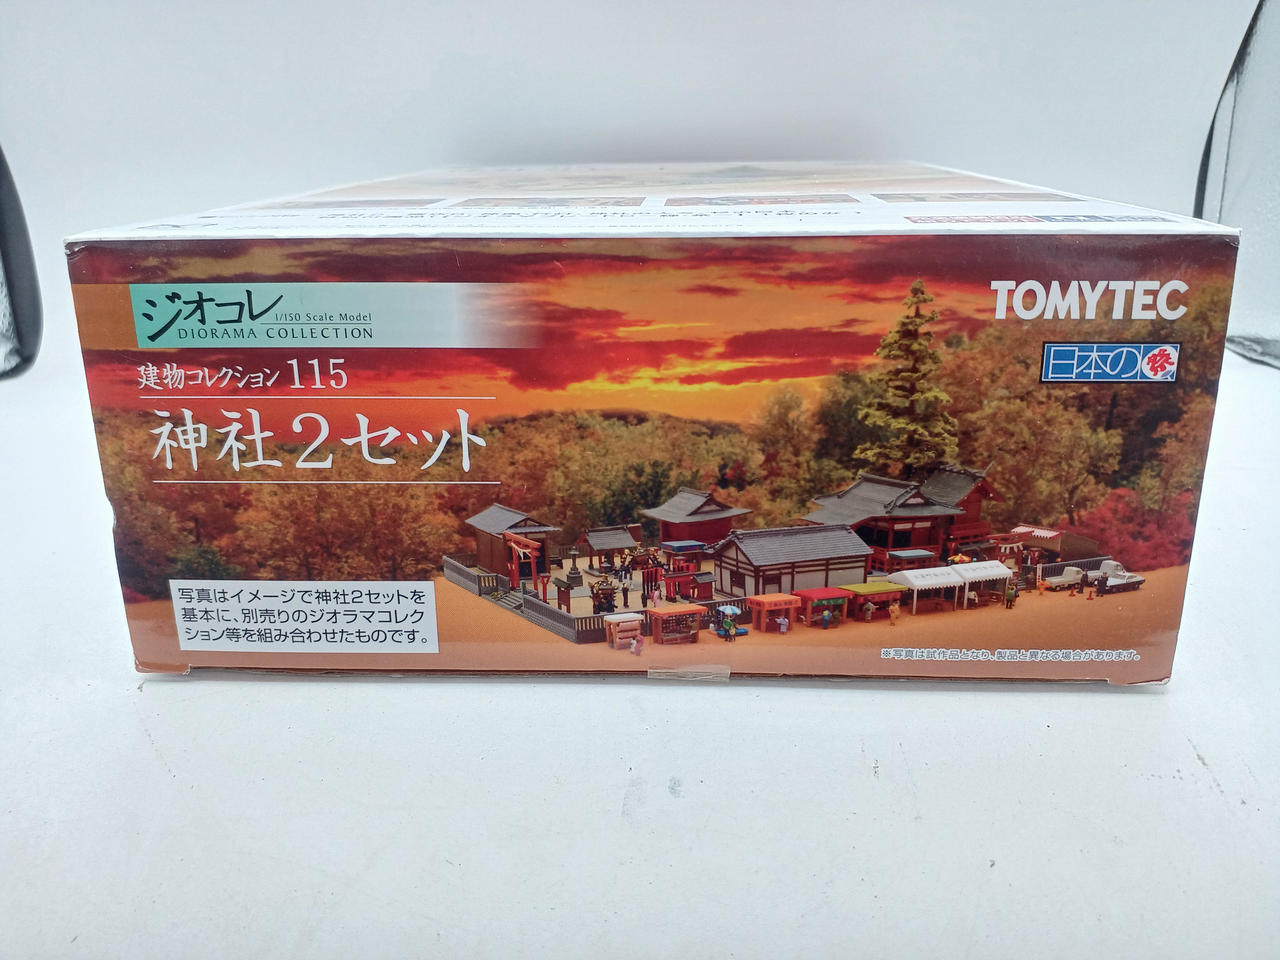 ジオコレ
1/150 Scale Model
DIORAMA COLLECTION
TOMYTEC
日本の祭
建物コレクション 115
神社2セット
写真はイメージで神社2セットを
基本に、別売りのジオラマコレク
ション等を組み合わせたものです。
※写真は試作品となり、製品と異なる場合があります。